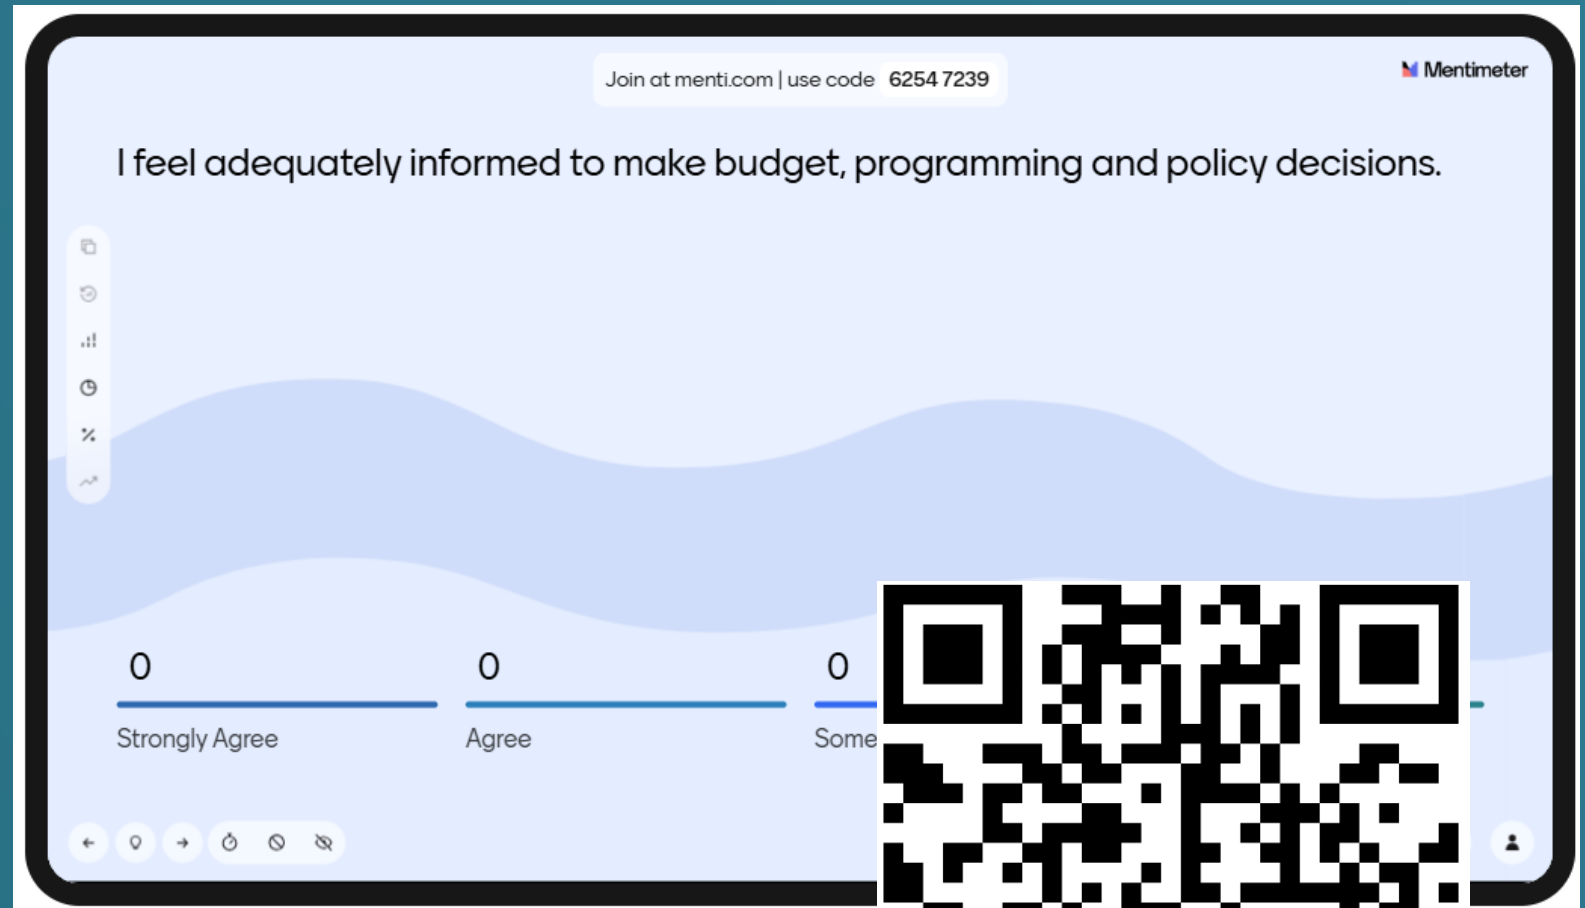 Join at menti.com | use code 6254 7239
Mentimeter
I feel adequately informed to make budget, programming and policy decisions.
0
0
0
Strongly Agree
Agree
Some